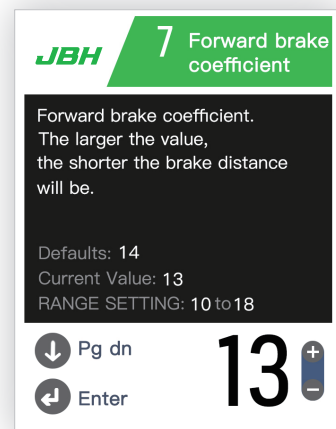 JBH
7 Forward brake
coefficient
Forward brake coefficient.
The larger the value,
the shorter the brake distance
will be.
Defaults: 14
Current Value: 13
RANGE SETTING: 10 to 18
Pg dn
Enter
13
+
−